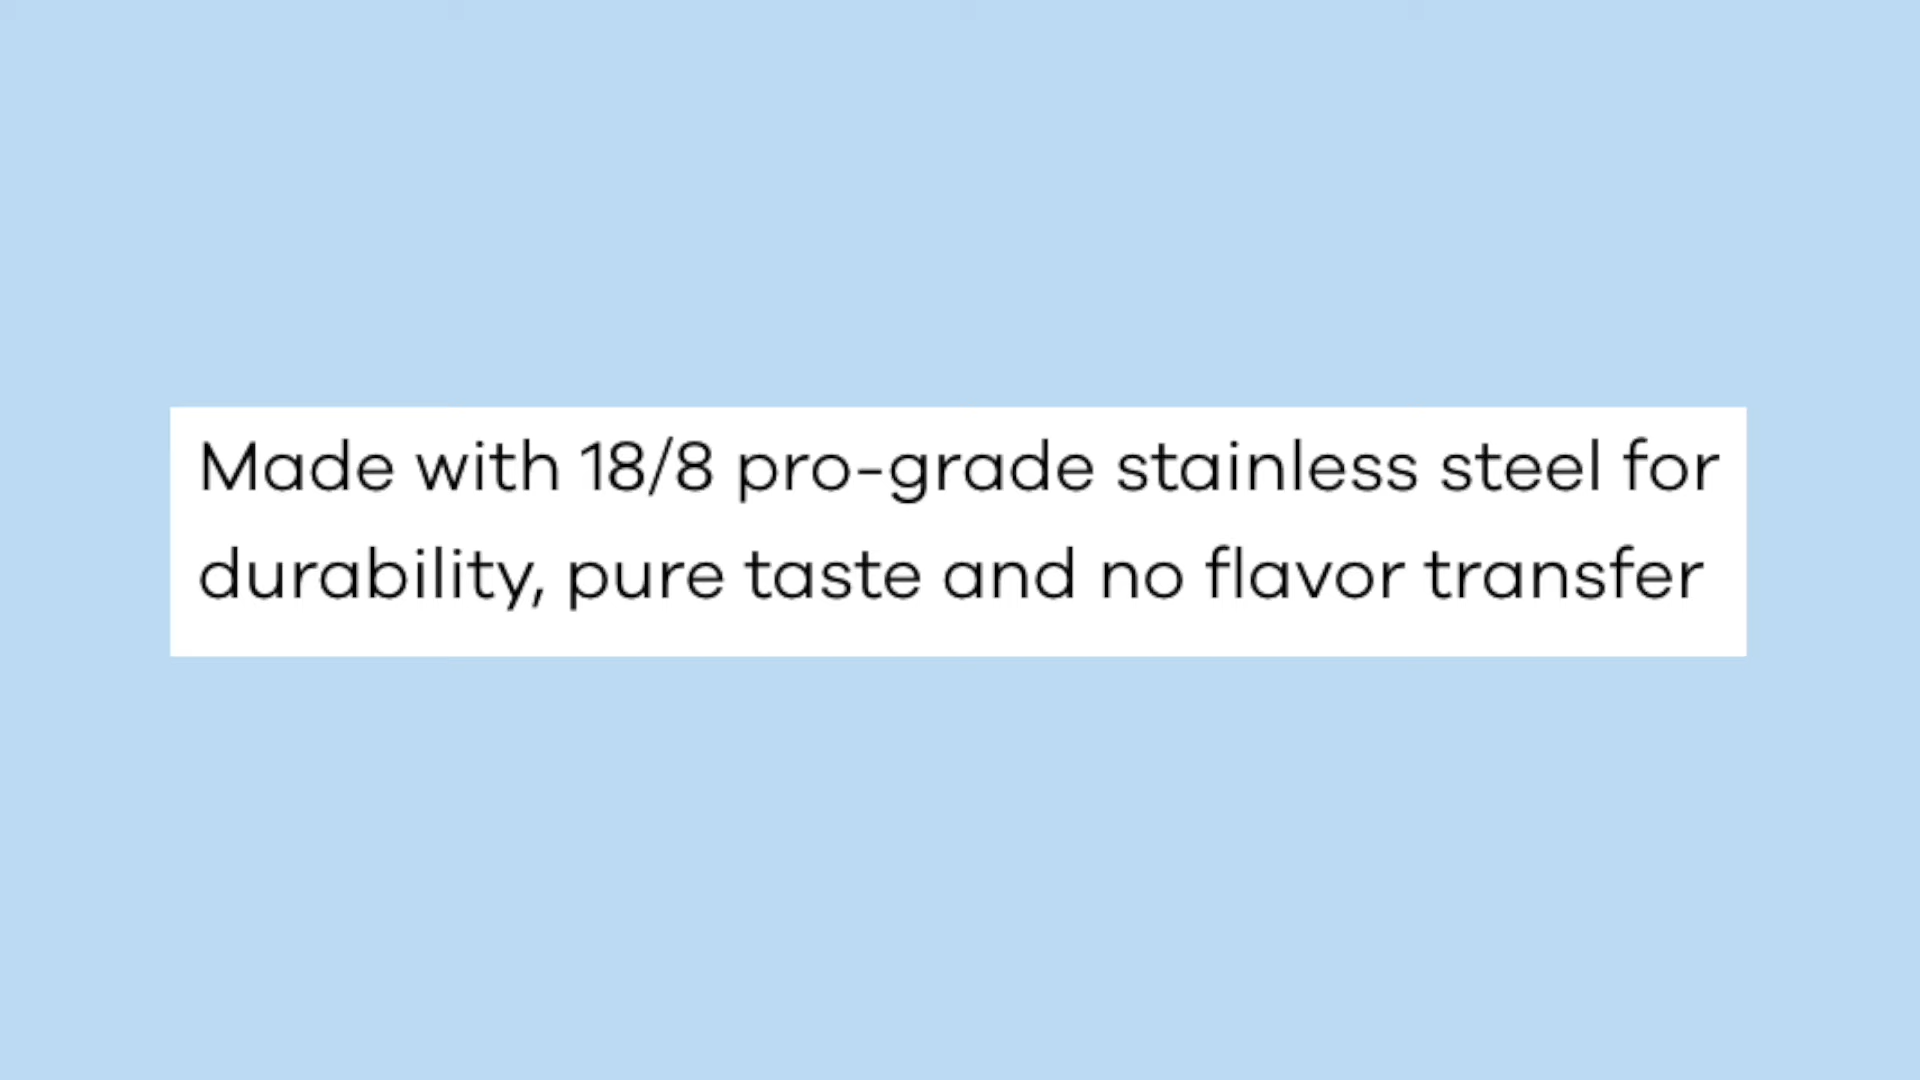 Made with 18/8 pro-grade stainless steel for
durability, pure taste and no flavor transfer